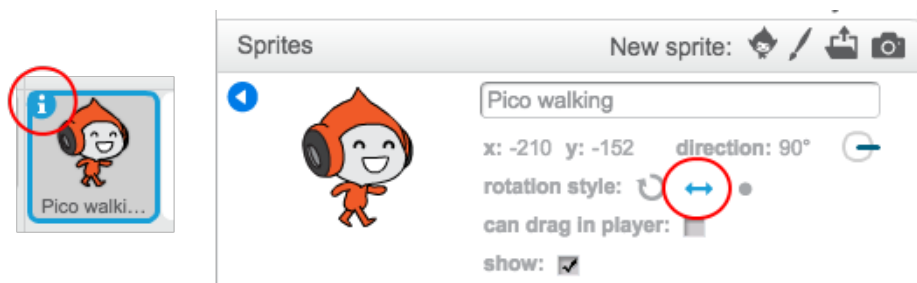 Sprites
New sprite:
i
Pico walki...
Pico walking
x: -210 y: -152 direction: 90°
rotation style:
can drag in player:
show: